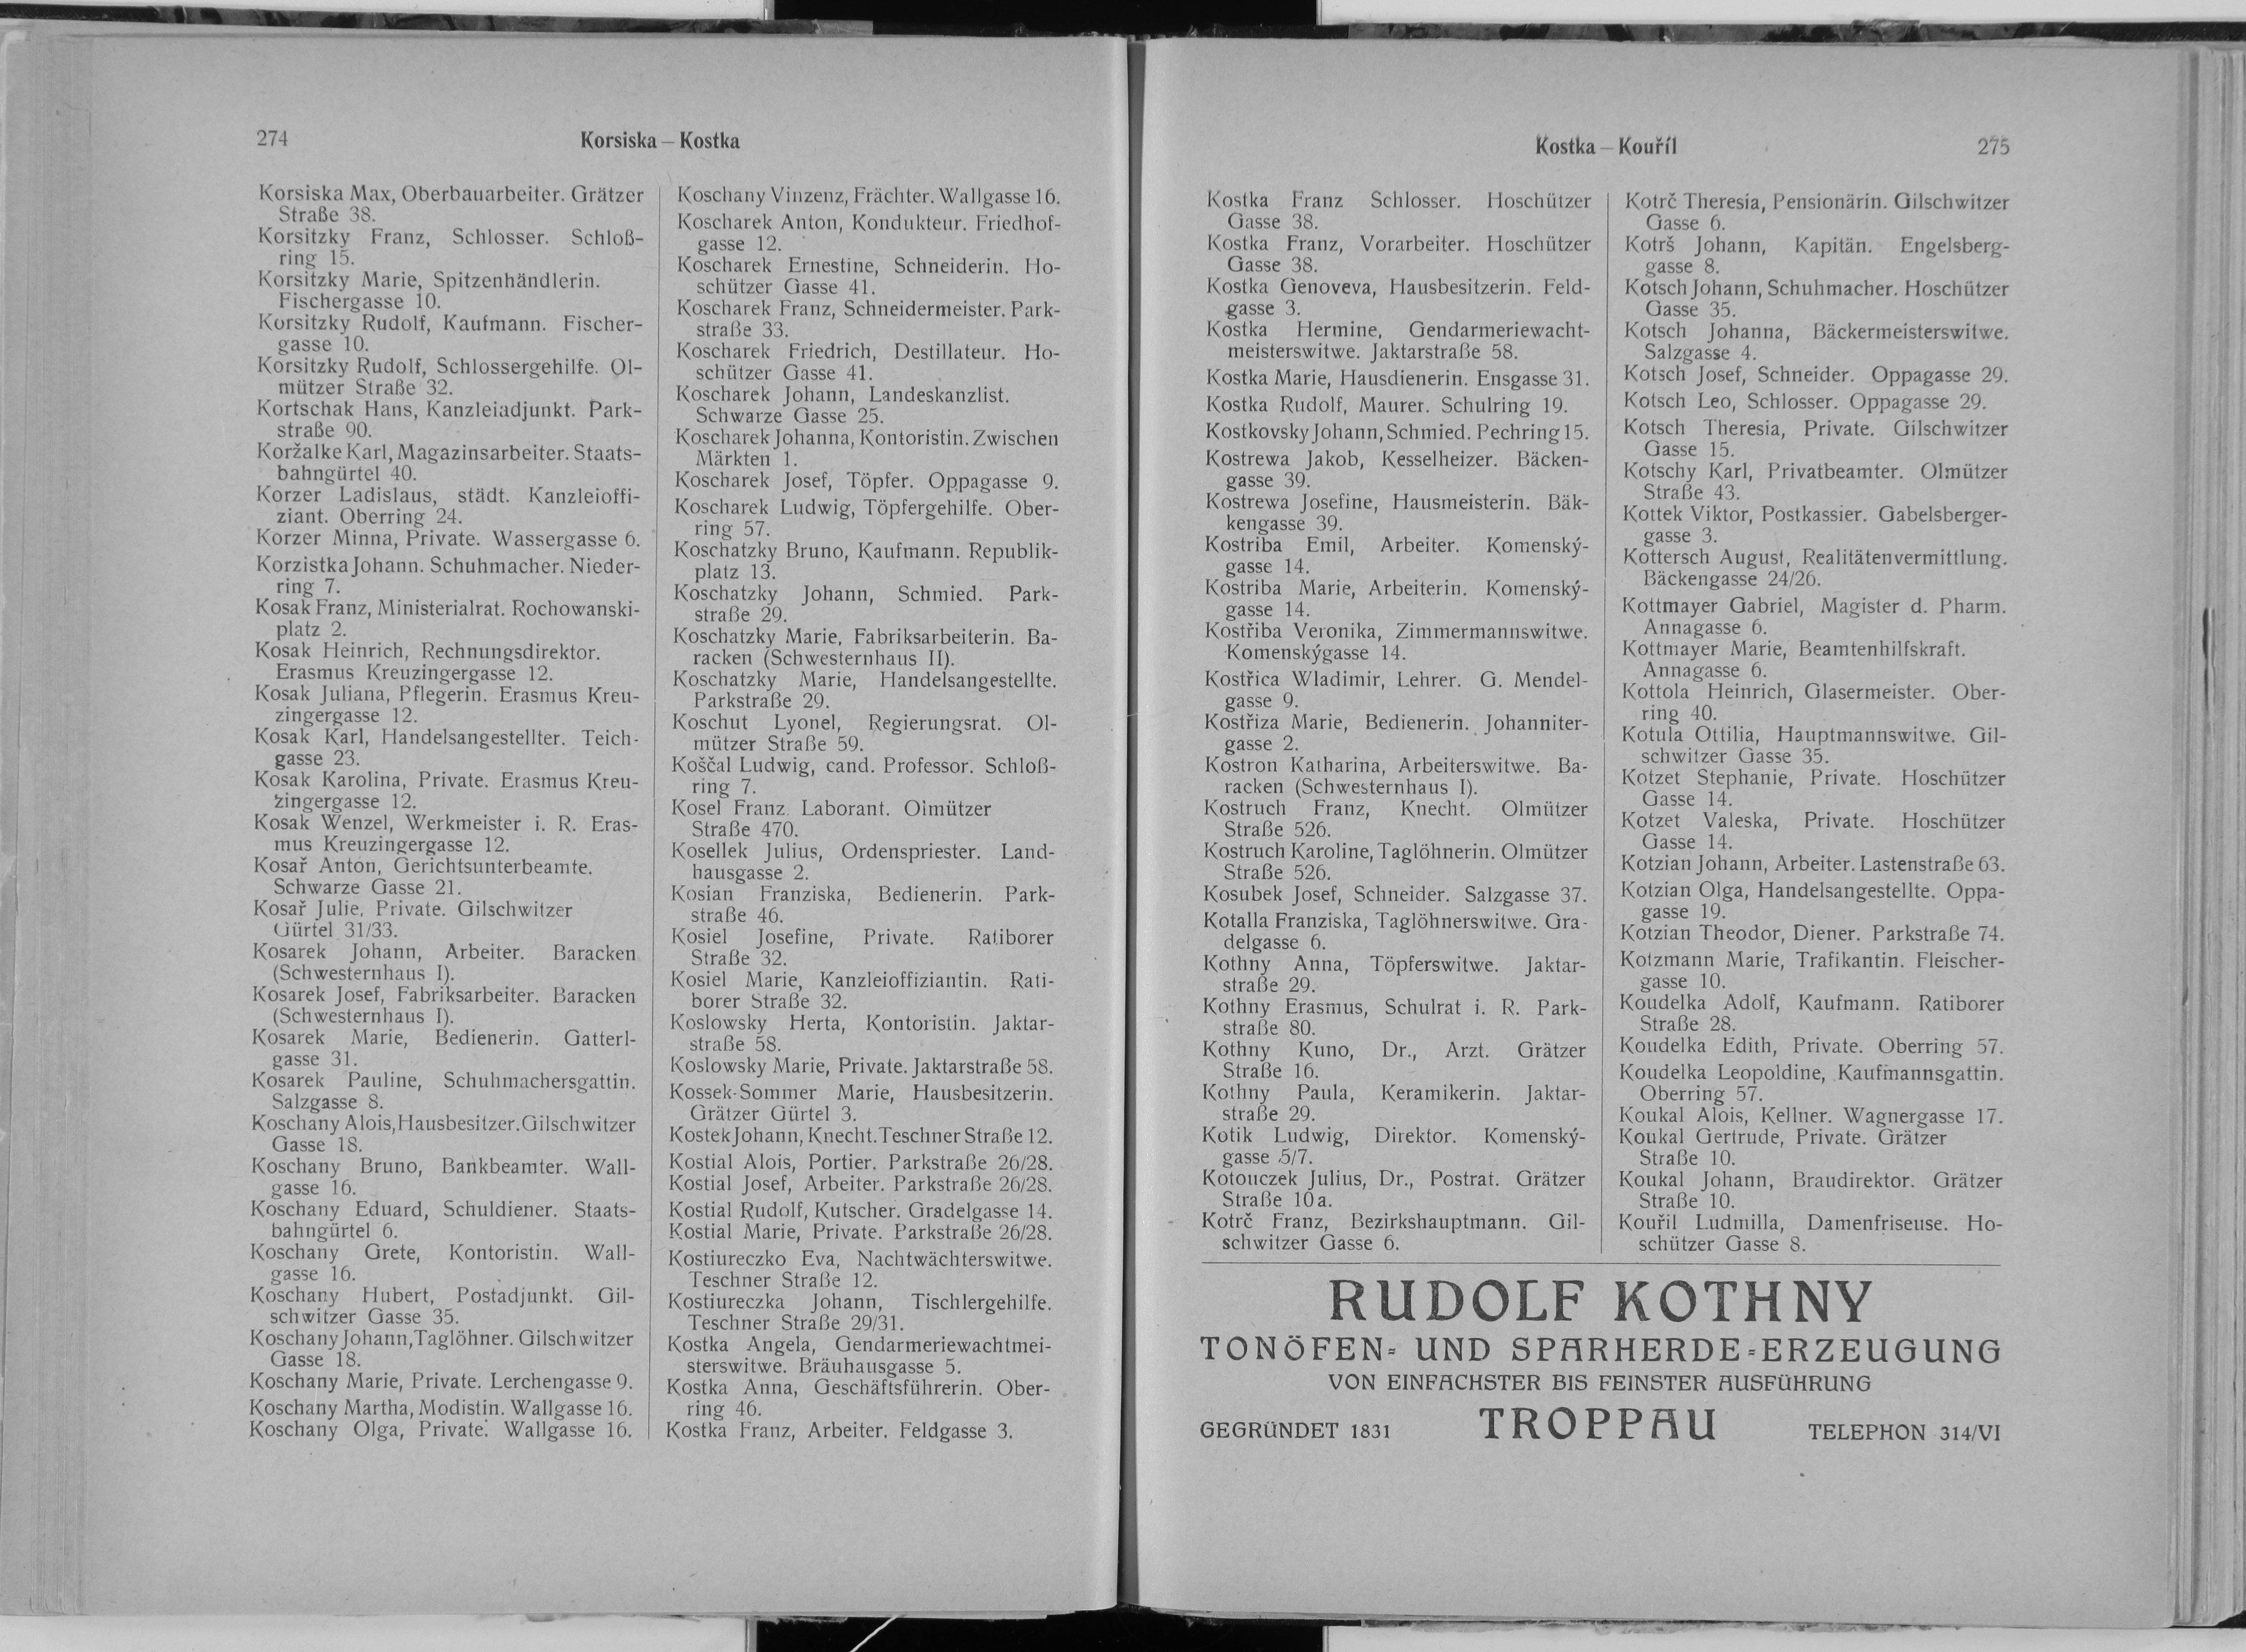 274
Korsiska — Kostka
Korsiska Max, Oberbauarbeiter. Grätzer
Straße 38.
Korsitzky Franz, Schlosser. Schloß-
ring 15.
Korsitzky Marie, Spitzenhändlerin.
Fischergasse 10.
Korsitzky Rudolf, Kaufmann. Fischer-
gasse 10.
Korsitzky Rudolf, Schlossergehilfe. Ol-
mützer Straße 32.
Kortschak Hans, Kanzleiadjunkt. Park-
straße 90.
Koržalke Karl, Magazinsarbeiter. Staats-
bahngürtel 40.
Korzer Ladislaus, städt. Kanzleioffi-
ziant. Oberring 24.
Korzer Minna, Private. Wassergasse 6.
Korzistka Johann. Schuhmacher. Nieder-
ring 7.
Kosak Franz, Ministerialrat. Rochowanski-
platz 2.
Kosak Heinrich, Rechnungsdirektor.
Erasmus Kreuzingergasse 12.
Kosak Juliana, Pflegerin. Erasmus Kreu-
zingergasse 12.
Kosak Karl, Handelsangestellter. Teich-
gasse 23.
Kosak Karolina, Private. Erasmus Kreu-
zingergasse 12.
Kosak Wenzel, Werkmeister i. R. Eras-
mus Kreuzingergasse 12.
Kosař Anton, Gerichtsunterbeamte.
Schwarze Gasse 21.
Kosař Julie, Private. Gilschwitzer
Gürtel 31/33.
Kosarek Johann, Arbeiter. Baracken
(Schwesternhaus I).
Kosarek Josef, Fabriksarbeiter. Baracken
(Schwesternhaus I).
Kosarek Marie, Bedienerin. Gatterl-
gasse 31.
Kosarek Pauline, Schuhmachersgattin.
Salzgasse 8.
Koschany Alois, Hausbesitzer. Gilschwitzer
Gasse 18.
Koschany Bruno, Bankbeamter. Wall-
gasse 16.
Koschany Eduard, Schuldiener. Staats-
bahngürtel 6.
Koschany Grete, Kontoristin. Wall-
gasse 16.
Koschany Hubert, Postadjunkt. Gil-
schwitzer Gasse 35.
Koschany Johann, Taglöhner. Gilschwitzer
Gasse 18.
Koschany Marie, Private. Lerchengasse 9.
Koschany Martha, Modistin. Wallgasse 16.
Koschany Olga, Private. Wallgasse 16.
Koschany Vinzenz, Frächter. Wallgasse 16.
Koscharek Anton, Kondukteur. Friedhof-
gasse 12.
Koscharek Ernestine, Schneiderin. Ho-
schützer Gasse 41.
Koscharek Franz, Schneidermeister. Park-
straße 33.
Koscharek Friedrich, Destillateur. Ho-
schützer Gasse 41.
Koscharek Johann, Landeskanzlist.
Schwarze Gasse 25.
Koscharek Johanna, Kontoristin. Zwischen
Märkten 1.
Koscharek Josef, Töpfer. Oppagasse 9.
Koscharek Ludwig, Töpfergehilfe. Ober-
ring 57.
Koschatzky Bruno, Kaufmann. Republik-
platz 13.
Koschatzky Johann, Schmied. Park-
straße 29.
Koschatzky Marie, Fabriksarbeiterin. Ba-
racken (Schwesternhaus II).
Koschatzky Marie, Handelsangestellte.
Parkstraße 29.
Koschut Lyonel, Regierungsrat. Ol-
mützer Straße 59.
Koščal Ludwig, cand. Professor. Schloß-
ring 7.
Kosel Franz. Laborant. Olmützer
Straße 470.
Kosellek Julius, Ordenspriester. Land-
hausgasse 2.
Kosian Franziska, Bedienerin. Park-
straße 46.
Kosiel Josefine, Private. Ratiborer
Straße 32.
Kosiel Marie, Kanzleioffiziantin. Rati-
borer Straße 32.
Koslowsky Herta, Kontoristin. Jaktar-
straße 58.
Koslowsky Marie, Private. Jaktarstraße 58.
Kossek-Sommer Marie, Hausbesitzerin.
Grätzer Gürtel 3.
Kostek Johann, Knecht. Teschner Straße 12.
Kostial Alois, Portier. Parkstraße 26/28.
Kostial Josef, Arbeiter. Parkstraße 26/28.
Kostial Rudolf, Kutscher. Gradelgasse 14.
Kostial Marie, Private. Parkstraße 26/28.
Kostiureczko Eva, Nachtwächterswitwe.
Teschner Straße 12.
Kostiureczka Johann, Tischlergehilfe.
Teschner Straße 29/31.
Kostka Angela, Gendarmeriewachtmei-
sterswitwe. Bräuhausgasse 5.
Kostka Anna, Geschäftsführerin. Ober-
ring 46.
Kostka Franz, Arbeiter. Feldgasse 3.
Kostka — Kouříl
275
Kostka Franz Schlosser. Hoschützer
Gasse 38.
Kostka Franz, Vorarbeiter. Hoschützer
Gasse 38.
Kostka Genoveva, Hausbesitzerin. Feld-
gasse 3.
Kostka Hermine, Gendarmeriewacht-
meisterswitwe. Jaktarstraße 58.
Kostka Marie, Hausdienerin. Ensgasse 31.
Kostka Rudolf, Maurer. Schulring 19.
Kostkovsky Johann, Schmied. Pechring 15.
Kostrewa Jakob, Kesselheizer. Bäcken-
gasse 39.
Kostrewa Josefine, Hausmeisterin. Bäk-
kengasse 39.
Kostriba Emil, Arbeiter. Komenský-
gasse 14.
Kostriba Marie, Arbeiterin. Komenský-
gasse 14.
Kostřiba Veronika, Zimmermannswitwe.
Komenskýgasse 14.
Kostřica Wladimir, Lehrer. G. Mendel-
gasse 9.
Kostřiza Marie, Bedienerin. Johanniter-
gasse 2.
Kostron Katharina, Arbeiterswitwe. Ba-
racken (Schwesternhaus I).
Kostruch Franz, Knecht. Olmützer
Straße 526.
Kostruch Karoline, Taglöhnerin. Olmützer
Straße 526.
Kosubek Josef, Schneider. Salzgasse 37.
Kotalla Franziska, Taglöhnerswitwe. Gra-
delgasse 6.
Kothny Anna, Töpferswitwe. Jaktar-
straße 29.
Kothny Erasmus, Schulrat i. R. Park-
straße 80.
Kothny Kuno, Dr., Arzt. Grätzer
Straße 16.
Kothny Paula, Keramikerin. Jaktar-
straße 29.
Kotik Ludwig, Direktor. Komenský-
gasse 5/7.
Kotouczek Julius, Dr., Postrat. Grätzer
Straße 10a.
Kotrč Franz, Bezirkshauptmann. Gil-
schwitzer Gasse 6.
Kotrč Theresia, Pensionärin. Gilschwitzer
Gasse 6.
Kotrš Johann, Kapitän. Engelsberg-
gasse 8.
Kotsch Johann, Schuhmacher. Hoschützer
Gasse 35.
Kotsch Johanna, Bäckermeisterswitwe.
Salzgasse 4.
Kotsch Josef, Schneider. Oppagasse 29.
Kotsch Leo, Schlosser. Oppagasse 29.
Kotsch Theresia, Private. Gilschwitzer
Gasse 15.
Kotschy Karl, Privatbeamter. Olmützer
Straße 43.
Kottek Viktor, Postkassier. Gabelsberger-
gasse 3.
Kottersch August, Realitätenvermittlung.
Bäckengasse 24/26.
Kottmayer Gabriel, Magister d. Pharm.
Annagasse 6.
Kottmayer Marie, Beamtenhilfskraft.
Annagasse 6.
Kottola Heinrich, Glasermeister. Ober-
ring 40.
Kotula Ottilia, Hauptmannswitwe. Gil-
schwitzer Gasse 35.
Kotzet Stephanie, Private. Hoschützer
Gasse 14.
Kotzet Valeska, Private. Hoschützer
Gasse 14.
Kotzian Johann, Arbeiter. Lastenstraße 63.
Kotzian Olga, Handelsangestellte. Oppa-
gasse 19.
Kotzian Theodor, Diener. Parkstraße 74.
Kotzmann Marie, Trafikantin. Fleischer-
gasse 10.
Koudelka Adolf, Kaufmann. Ratiborer
Straße 28.
Koudelka Edith, Private. Oberring 57.
Koudelka Leopoldine, Kaufmannsgattin.
Oberring 57.
Koukal Alois, Kellner. Wagnergasse 17.
Koukal Gertrude, Private. Grätzer
Straße 10.
Koukal Johann, Braudirektor. Grätzer
Straße 10.
Kouřil Ludmilla, Damenfriseuse. Ho-
schützer Gasse 8.
RUDOLF KOTHNY
TONÖFEN- UND SPARHERDE-ERZEUGUNG
VON EINFACHSTER BIS FEINSTER AUSFÜHRUNG
GEGRÜNDET 1831 TROPPAU TELEPHON 314/VI